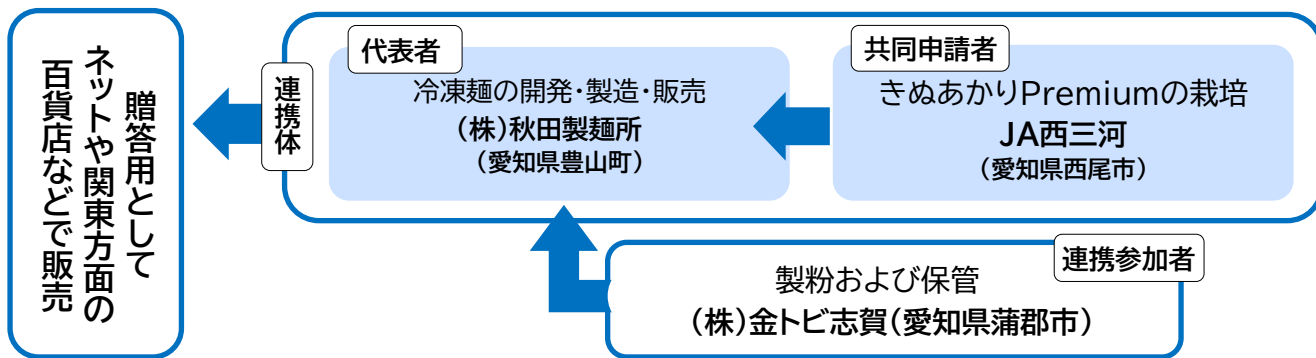 贈答用として
ネットや関東方面の
百貨店などで販売
連携体
代表者
冷凍麺の開発・製造・販売
(株)秋田製麺所
(愛知県豊山町)
共同申請者
きぬあかりPremiumの栽培
JA西三河
(愛知県西尾市)
連携参加者
製粉および保管
(株)金トビ志賀(愛知県蒲郡市)